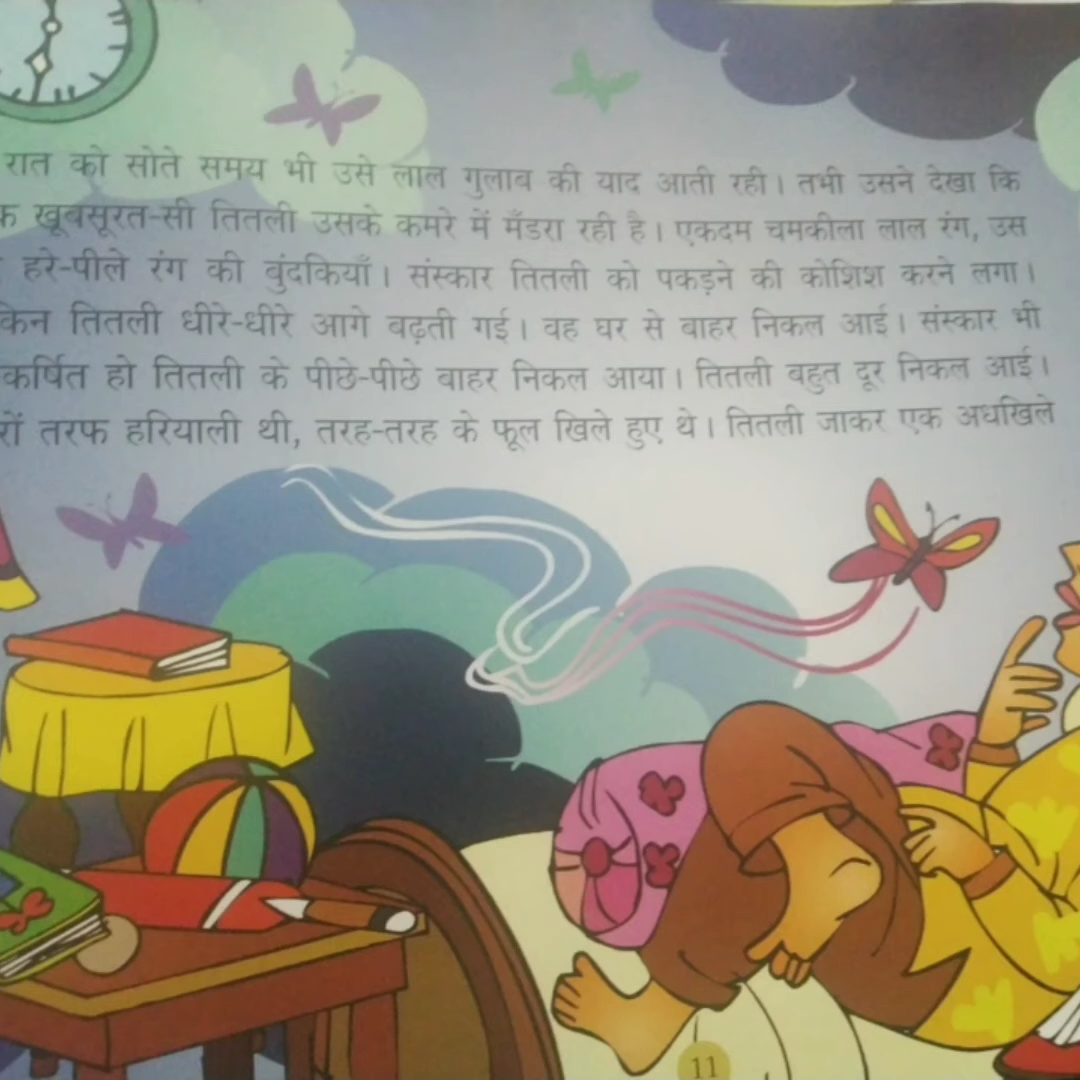 रात को सोते समय भी उसे लाल गुलाब की याद आती रही। तभी उसने देखा कि
क खूबसूरत-सी तितली उसके कमरे में मँडरा रही है। एकदम चमकीला लाल रंग, उस
हरे-पीले रंग की बुंदकियाँ। संस्कार तितली को पकड़ने की कोशिश करने लगा।
किन तितली धीरे-धीरे आगे बढ़ती गई। वह घर से बाहर निकल आई। संस्कार भी
कर्षित हो तितली के पीछे-पीछे बाहर निकल आया। तितली बहुत दूर निकल आई।
रों तरफ हरियाली थी, तरह-तरह के फूल खिले हुए थे। तितली जाकर एक अधखिले
11